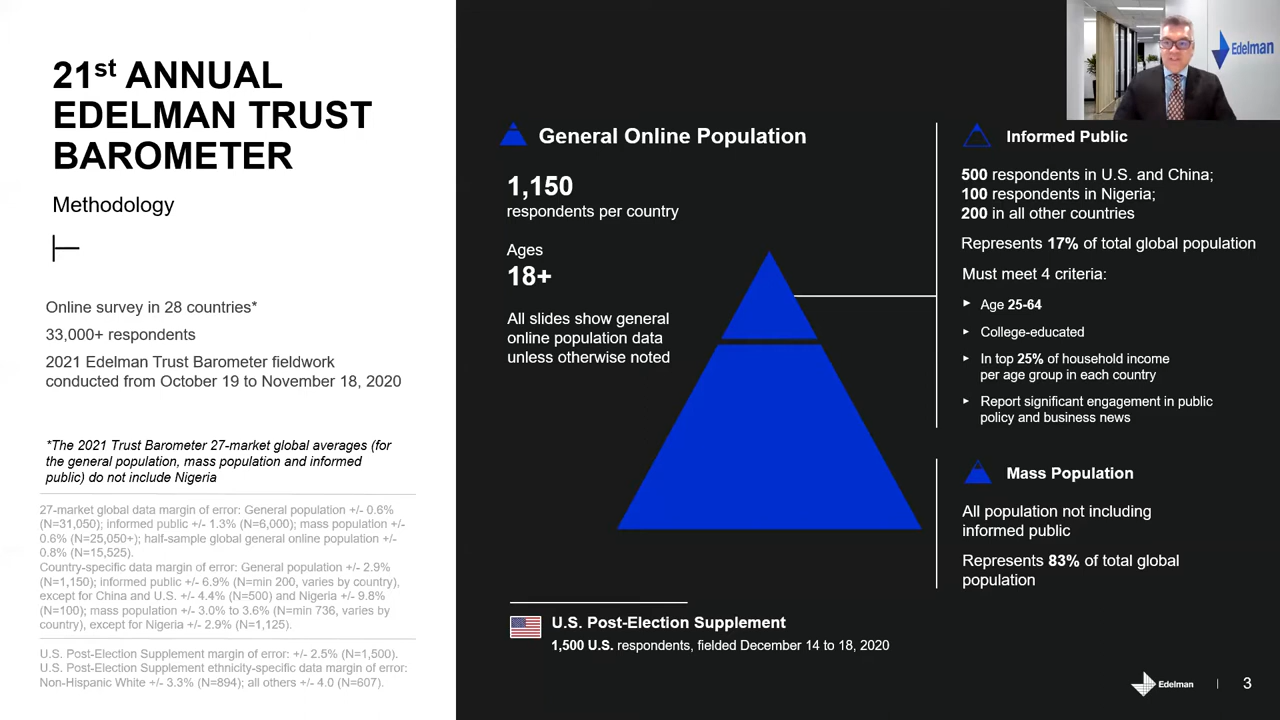 21st ANNUAL
EDELMAN TRUST
BAROMETER
Methodology
Online survey in 28 countries*
33,000+ respondents
2021 Edelman Trust Barometer fieldwork
conducted from October 19 to November 18, 2020
*The 2021 Trust Barometer 27-market global averages (for
the general population, mass population and informed
public) do not include Nigeria
27-market global data margin of error: General population +/- 0.6%
(N=31,050); informed public +/- 1.3% (N=6,000); mass population +/-
0.6% (N=25,050+); half-sample global general online population +/-
0.8% (N=15,525).
Country-specific data margin of error: General population +/- 2.9%
(N=1,150); informed public +/- 6.9% (N=min 200, varies by country),
except for China and U.S. +/- 4.4% (N=500) and Nigeria +/- 9.8%
(N=100); mass population +/- 3.0% to 3.6% (N=min 736, varies by
country), except for Nigeria +/- 2.9% (N=1,125).
U.S. Post-Election Supplement margin of error: +/- 2.5% (N=1,500).
U.S. Post-Election Supplement ethnicity-specific data margin of error:
Non-Hispanic White +/- 3.3% (N=894); all others +/- 4.0 (N=607).
General Online Population
1,150
respondents per country
Ages
18+
All slides show general
online population data
unless otherwise noted
Edelman
Informed Public
500 respondents in U.S. and China;
100 respondents in Nigeria;
200 in all other countries
Represents 17% of total global population
Must meet 4 criteria:
Age 25-64
College-educated
In top 25% of household income
per age group in each country
Report significant engagement in public
policy and business news
Mass Population
All population not including
informed public
Represents 83% of total global
population
U.S. Post-Election Supplement
1,500 U.S. respondents, fielded December 14 to 18, 2020
Edelman | 3